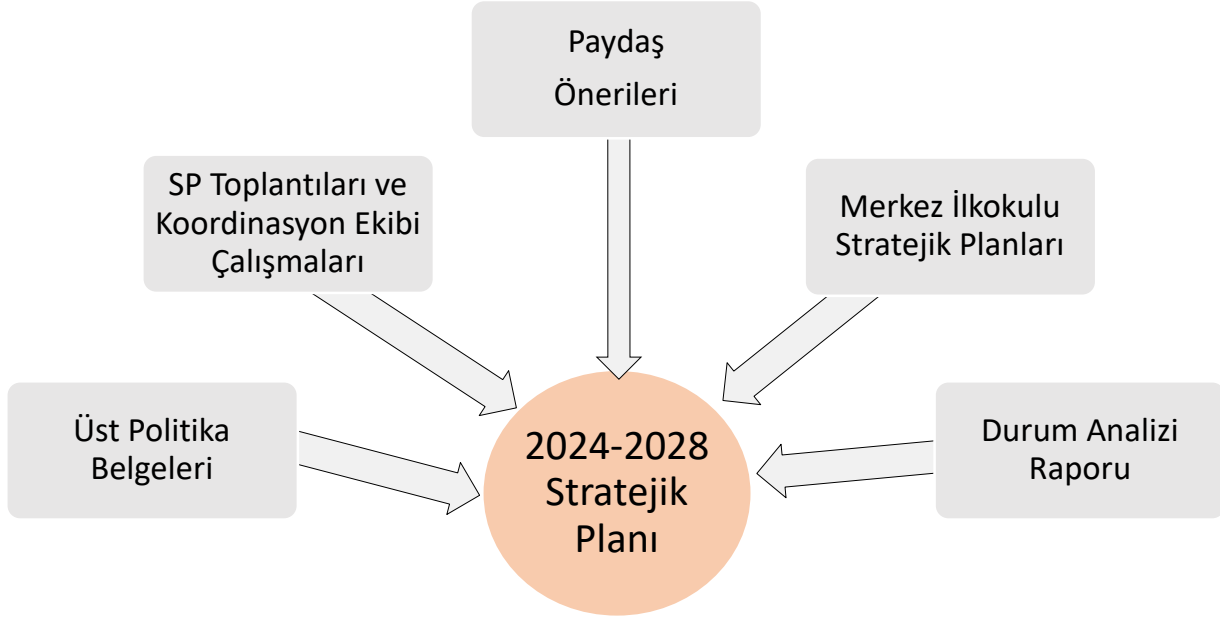 Paydaş
Önerileri
SP Toplantıları ve
Koordinasyon Ekibi
Çalışmaları
Merkez İlkokulu
Stratejik Planları
Üst Politika
Belgeleri
2024-2028
Stratejik
Planı
Durum Analizi
Raporu